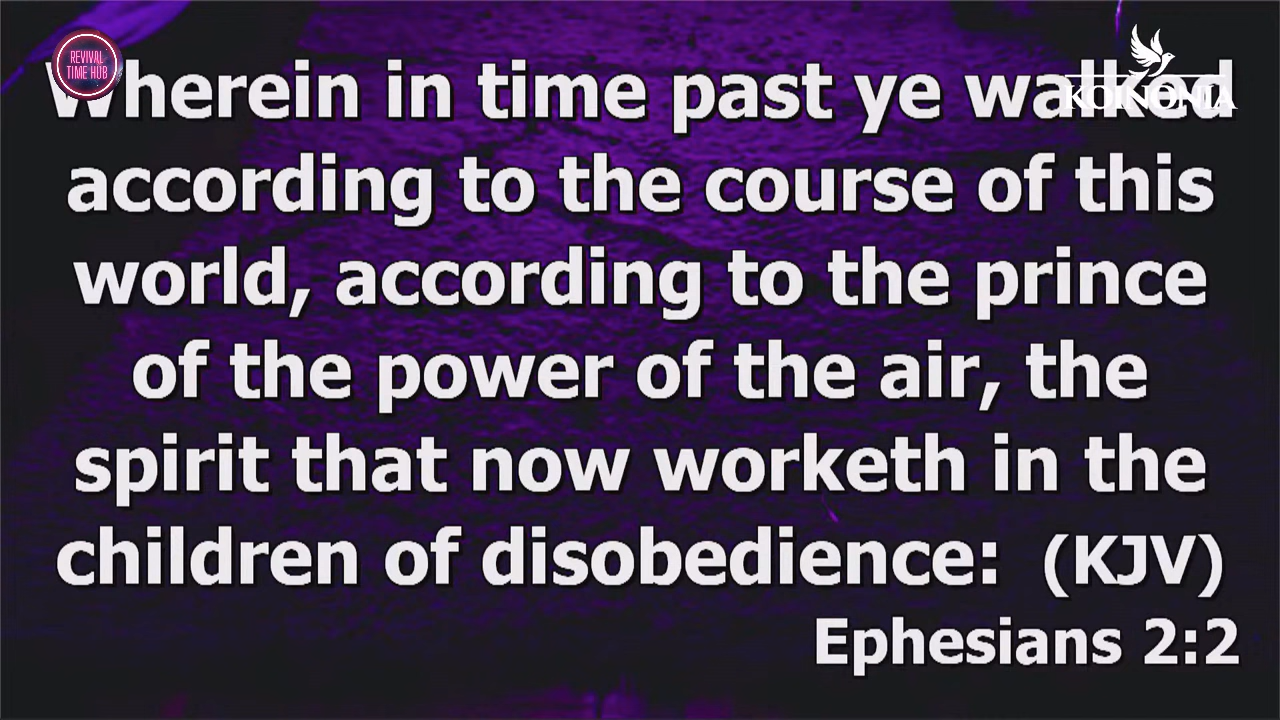 REVIVAL
TIME HUB
KOINONIA
Wherein in time past ye walked
according to the course of this
world, according to the prince
of the power of the air, the
spirit that now worketh in the
children of disobedience:  (KJV)
Ephesians 2:2